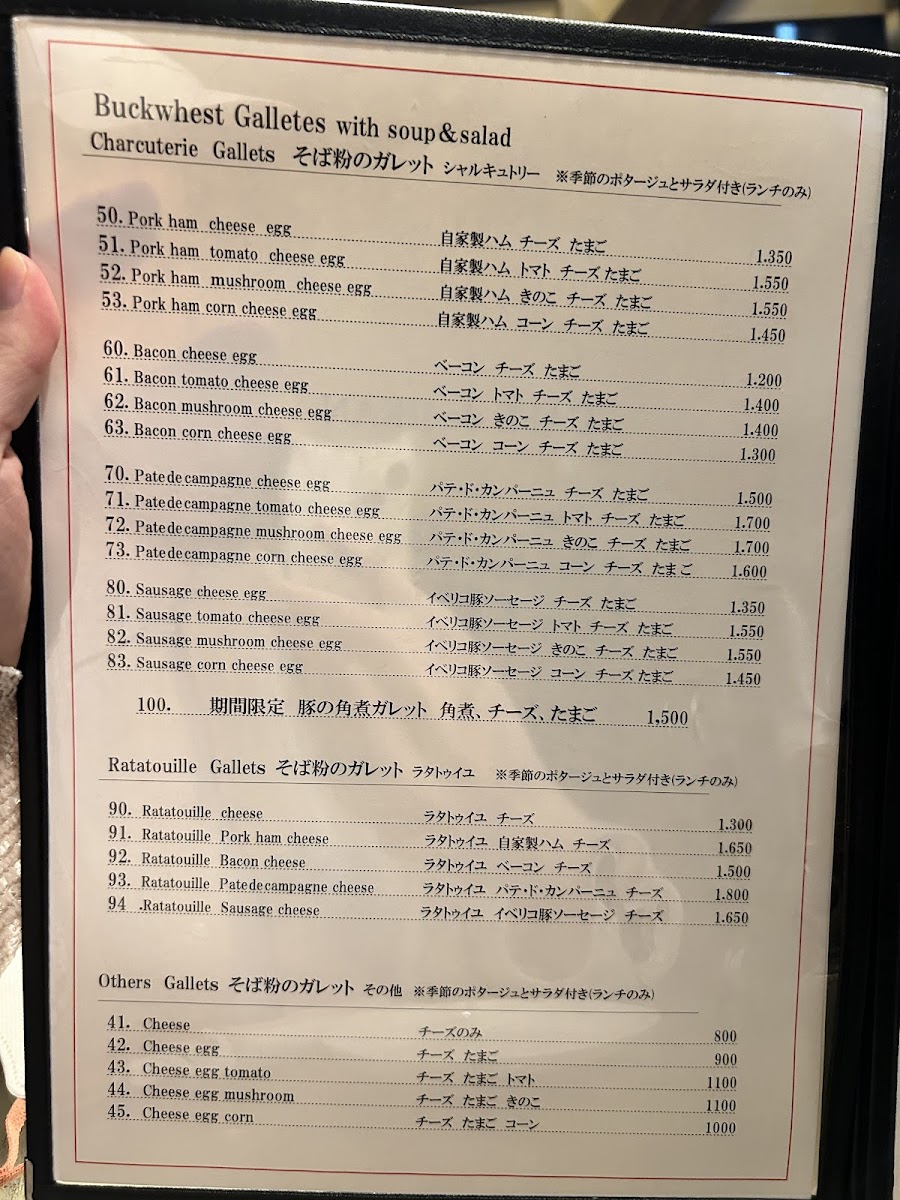 Buckwhest Galletes with soup&salad
Charcuterie Gallets そば粉のガレット シャルキュトリー ※季節のポタージュとサラダ付き(ランチのみ)
50. Pork ham cheese egg 自家製ハム チーズ たまご 1.350
51. Pork ham tomato cheese egg 自家製ハム トマト チーズ たまご 1.550
52. Pork ham mushroom cheese egg 自家製ハム きのこ チーズ たまご 1.550
53. Pork ham corn cheese egg 自家製ハム コーン チーズ たまご 1.450
60. Bacon cheese egg ベーコン チーズ たまご 1.200
61. Bacon tomato cheese egg ベーコン トマト チーズ たまご 1.400
62. Bacon mushroom cheese egg ベーコン きのこ チーズ たまご 1.400
63. Bacon corn cheese egg ベーコン コーン チーズ たまご 1.300
70. Patedecampagne cheese egg パテ・ド・カンパーニュ チーズ たまご 1.500
71. Patedecampagne tomato cheese egg パテ・ド・カンパーニュ トマト チーズ たまご 1.700
72. Patedecampagne mushroom cheese egg パテ・ド・カンパーニュ きのこ チーズ たまご 1.700
73. Patedecampagne corn cheese egg パテ・ド・カンパーニュ コーン チーズ たまご 1.600
80. Sausage cheese egg イベリコ豚ソーセージ チーズ たまご 1.350
81. Sausage tomato cheese egg イベリコ豚ソーセージ トマト チーズ たまご 1.550
82. Sausage mushroom cheese egg イベリコ豚ソーセージ きのこ チーズ たまご 1.550
83. Sausage corn cheese egg イベリコ豚ソーセージ コーン チーズ たまご 1.450
100. 期間限定 豚の角煮ガレット 角煮、チーズ、たまご 1,500
Ratatouille Gallets そば粉のガレット ラタトゥイユ ※季節のポタージュとサラダ付き(ランチのみ)
90. Ratatouille cheese ラタトゥイユ チーズ 1.300
91. Ratatouille Pork ham cheese ラタトゥイユ 自家製ハム チーズ 1.650
92. Ratatouille Bacon cheese ラタトゥイユ ベーコン チーズ 1.500
93. Ratatouille Patedecampagne cheese ラタトゥイユ パテ・ド・カンパーニュ チーズ 1.800
94 .Ratatouille Sausage cheese ラタトゥイユ イベリコ豚ソーセージ チーズ 1.650
Others Gallets そば粉のガレット その他 ※季節のポタージュとサラダ付き(ランチのみ)
41. Cheese チーズのみ 800
42. Cheese egg チーズ たまご 900
43. Cheese egg tomato チーズ たまご トマト 1100
44. Cheese egg mushroom チーズ たまご きのこ 1100
45. Cheese egg corn チーズ たまご コーン 1000